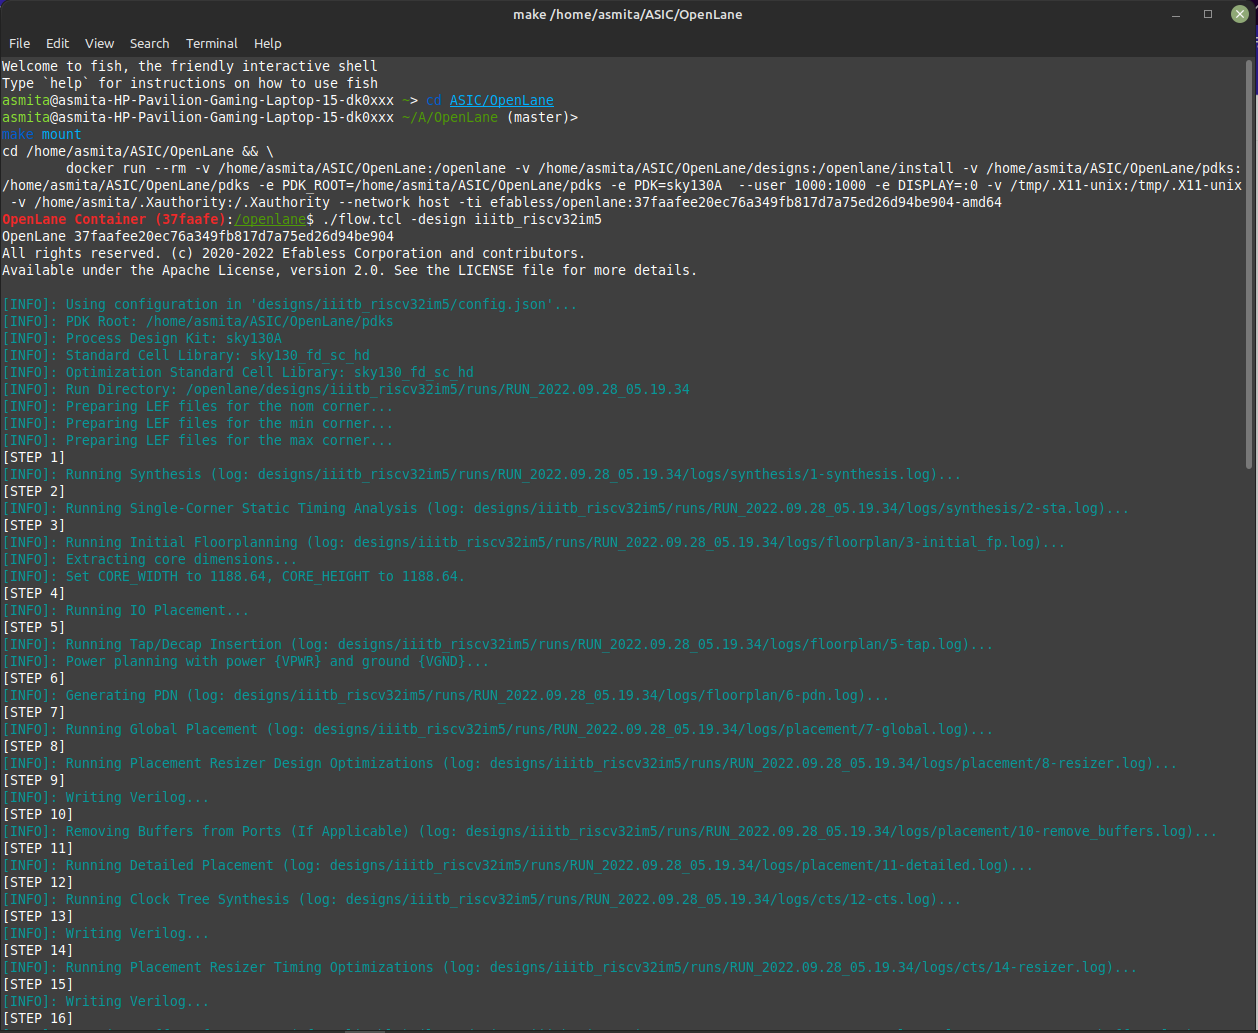 make /home/asmita/ASIC/OpenLane
File Edit View Search Terminal Help
Welcome to fish, the friendly interactive shell
Type `help` for instructions on how to use fish
asmita@asmita-HP-Pavilion-Gaming-Laptop-15-dk0xxx ~> cd ASIC/OpenLane
asmita@asmita-HP-Pavilion-Gaming-Laptop-15-dk0xxx ~/A/OpenLane (master)>
make mount
cd /home/asmita/ASIC/OpenLane && \
docker run --rm -v /home/asmita/ASIC/OpenLane:/openlane -v /home/asmita/ASIC/OpenLane/designs:/openlane/install -v /home/asmita/ASIC/OpenLane/pdks:
/home/asmita/ASIC/OpenLane/pdks -e PDK_ROOT=/home/asmita/ASIC/OpenLane/pdks -e PDK=sky130A  --user 1000:1000 -e DISPLAY=:0 -v /tmp/.X11-unix:/tmp/.X11-unix
-v /home/asmita/.Xauthority:/.Xauthority --network host -ti efabless/openlane:37faafee20ec76a349fb817d7a75ed26d94be904-amd64
OpenLane Container (37faafe):/openlane$ ./flow.tcl -design iiitb_riscv32im5
OpenLane 37faafee20ec76a349fb817d7a75ed26d94be904
All rights reserved. (c) 2020-2022 Efabless Corporation and contributors.
Available under the Apache License, version 2.0. See the LICENSE file for more details.
[INFO]: Using configuration in 'designs/iiitb_riscv32im5/config.json'...
[INFO]: PDK Root: /home/asmita/ASIC/OpenLane/pdks
[INFO]: Process Design Kit: sky130A
[INFO]: Standard Cell Library: sky130_fd_sc_hd
[INFO]: Optimization Standard Cell Library: sky130_fd_sc_hd
[INFO]: Run Directory: /openlane/designs/iiitb_riscv32im5/runs/RUN_2022.09.28_05.19.34
[INFO]: Preparing LEF files for the nom corner...
[INFO]: Preparing LEF files for the min corner...
[INFO]: Preparing LEF files for the max corner...
[STEP 1]
[INFO]: Running Synthesis (log: designs/iiitb_riscv32im5/runs/RUN_2022.09.28_05.19.34/logs/synthesis/1-synthesis.log)...
[STEP 2]
[INFO]: Running Single-Corner Static Timing Analysis (log: designs/iiitb_riscv32im5/runs/RUN_2022.09.28_05.19.34/logs/synthesis/2-sta.log)...
[STEP 3]
[INFO]: Running Initial Floorplanning (log: designs/iiitb_riscv32im5/runs/RUN_2022.09.28_05.19.34/logs/floorplan/3-initial_fp.log)...
[INFO]: Extracting core dimensions...
[INFO]: Set CORE_WIDTH to 1188.64, CORE_HEIGHT to 1188.64.
[STEP 4]
[INFO]: Running IO Placement...
[STEP 5]
[INFO]: Running Tap/Decap Insertion (log: designs/iiitb_riscv32im5/runs/RUN_2022.09.28_05.19.34/logs/floorplan/5-tap.log)...
[INFO]: Power planning with power {VPWR} and ground {VGND}...
[STEP 6]
[INFO]: Generating PDN (log: designs/iiitb_riscv32im5/runs/RUN_2022.09.28_05.19.34/logs/floorplan/6-pdn.log)...
[STEP 7]
[INFO]: Running Global Placement (log: designs/iiitb_riscv32im5/runs/RUN_2022.09.28_05.19.34/logs/placement/7-global.log)...
[STEP 8]
[INFO]: Running Placement Resizer Design Optimizations (log: designs/iiitb_riscv32im5/runs/RUN_2022.09.28_05.19.34/logs/placement/8-resizer.log)...
[STEP 9]
[INFO]: Writing Verilog...
[STEP 10]
[INFO]: Removing Buffers from Ports (If Applicable) (log: designs/iiitb_riscv32im5/runs/RUN_2022.09.28_05.19.34/logs/placement/10-remove_buffers.log)...
[STEP 11]
[INFO]: Running Detailed Placement (log: designs/iiitb_riscv32im5/runs/RUN_2022.09.28_05.19.34/logs/placement/11-detailed.log)...
[STEP 12]
[INFO]: Running Clock Tree Synthesis (log: designs/iiitb_riscv32im5/runs/RUN_2022.09.28_05.19.34/logs/cts/12-cts.log)...
[STEP 13]
[INFO]: Writing Verilog...
[STEP 14]
[INFO]: Running Placement Resizer Timing Optimizations (log: designs/iiitb_riscv32im5/runs/RUN_2022.09.28_05.19.34/logs/cts/14-resizer.log)...
[STEP 15]
[INFO]: Writing Verilog...
[STEP 16]